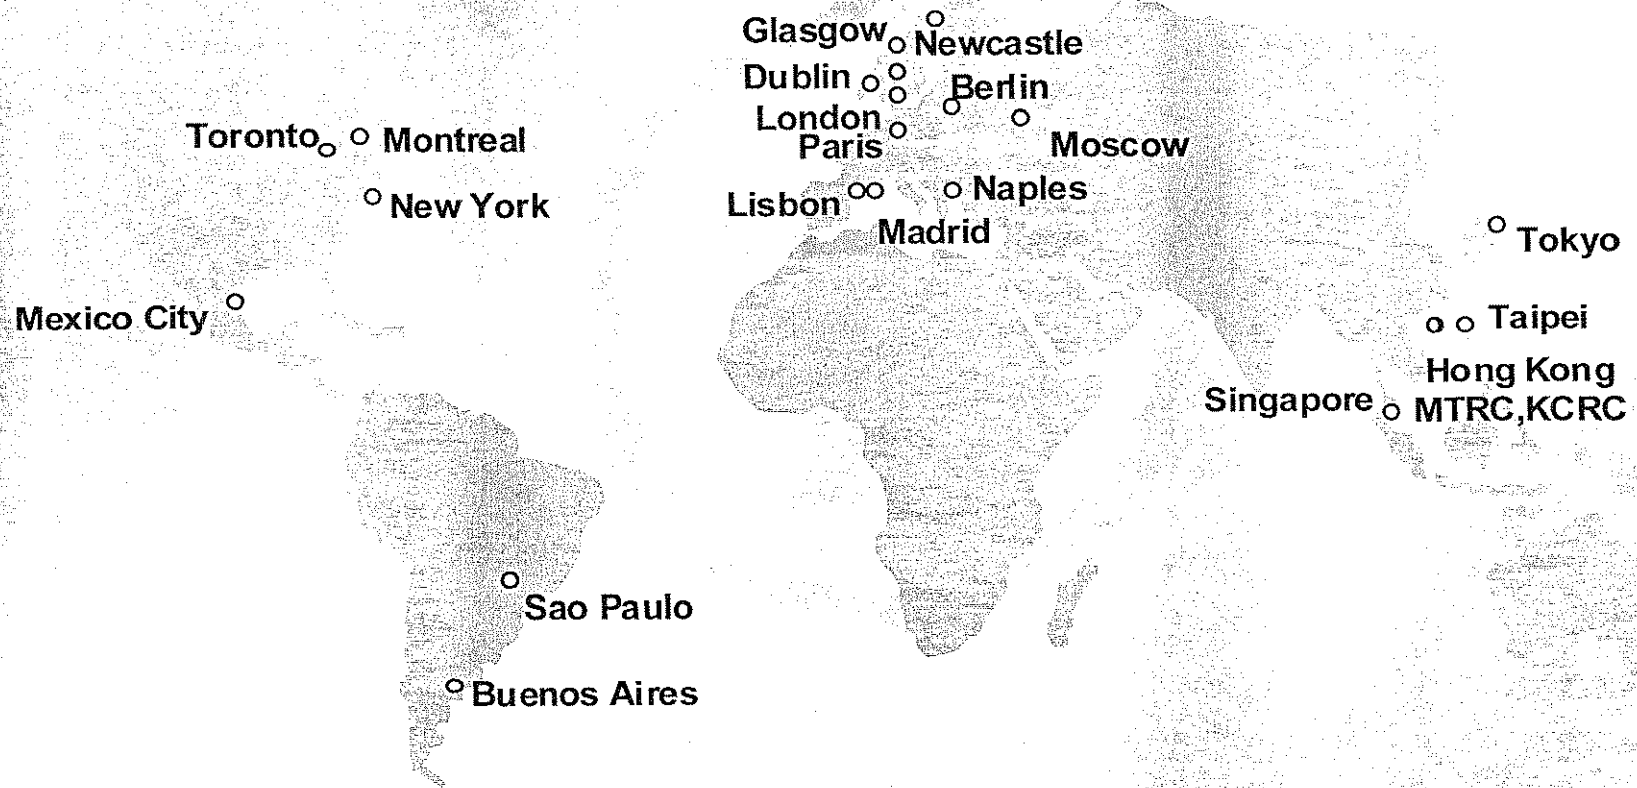 Glasgow
Newcastle
Dublin
Berlin
London
Paris
Moscow
Toronto
Montreal
New York
Lisbon
Naples
Madrid
Tokyo
Mexico City
Taipei
Hong Kong
Singapore
MTRC,KCRC
Sao Paulo
Buenos Aires